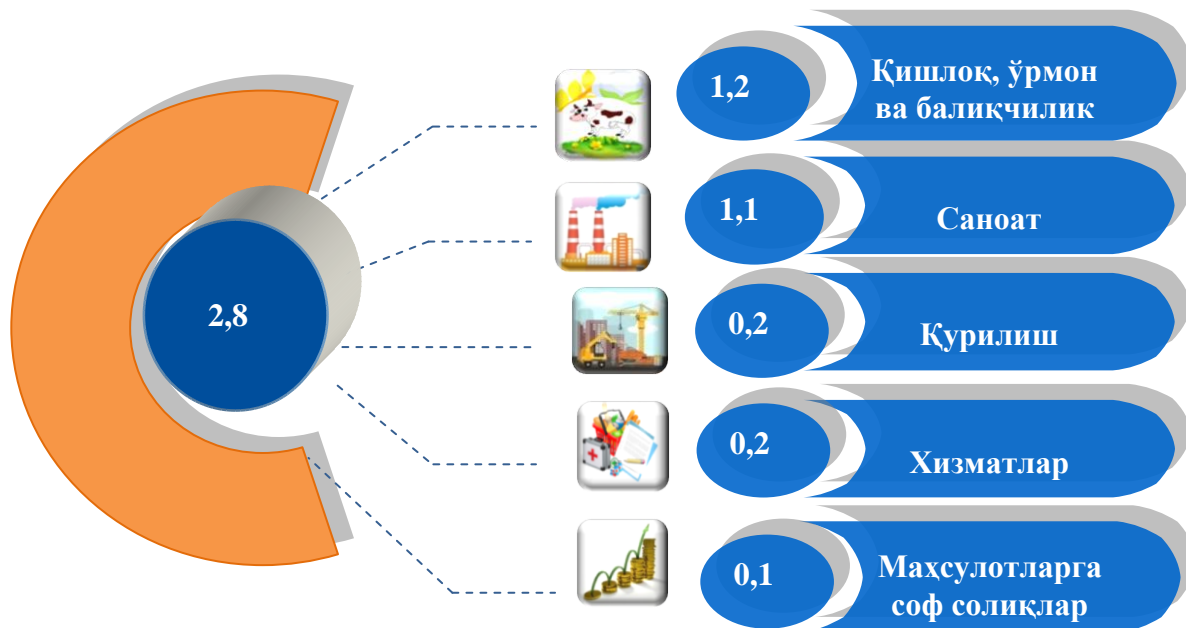 2,8
1,2
Қишлоқ, ўрмон
ва балиқчилик
1,1
Саноат
0,2
Қурилиш
0,2
Хизматлар
0,1
Маҳсулотларга
соф солиқлар